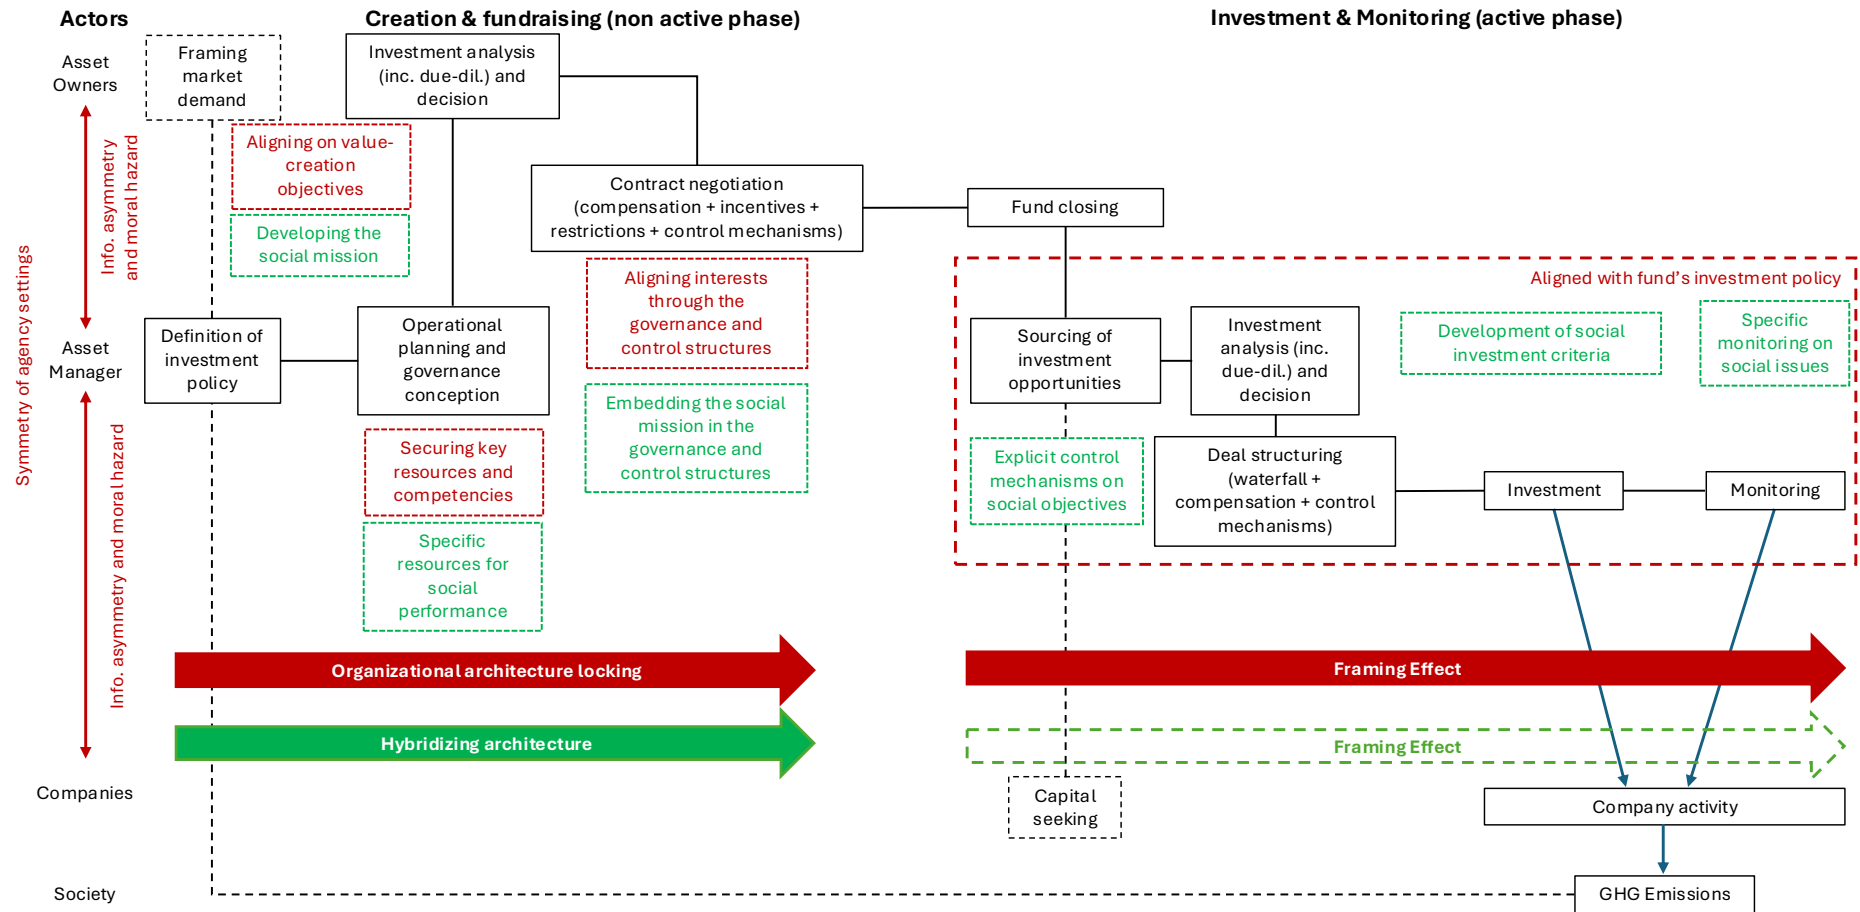 Actors
Creation & fundraising (non active phase)
Investment & Monitoring (active phase)
Asset
Owners
Framing
market
demand
Investment analysis
(inc. due-dil.) and
decision
Info. asymmetry
and moral hazard
Aligning on value-
creation
objectives
Developing the
social mission
Contract negotiation
(compensation + incentives +
restrictions + control mechanisms)
Fund closing
Symmetry of agency settings
Aligning interests
through the
governance and
control structures
Aligned with fund's investment policy
Asset
Manager
Definition of
investment
policy
Operational
planning and
governance
conception
Sourcing of
investment
opportunities
Investment
analysis (inc.
due-dil.) and
decision
Development of social
investment criteria
Specific
monitoring on
social issues
Embedding the social
mission in the
governance and
control structures
Info. asymmetry and moral hazard
Securing key
resources and
competencies
Explicit control
mechanisms on
social objectives
Deal structuring
(waterfall +
compensation + control
mechanisms)
Investment
Monitoring
Specific
resources for
social
performance
Organizational architecture locking
Framing Effect
Hybridizing architecture
Framing Effect
Companies
Capital
seeking
Company activity
Society
GHG Emissions